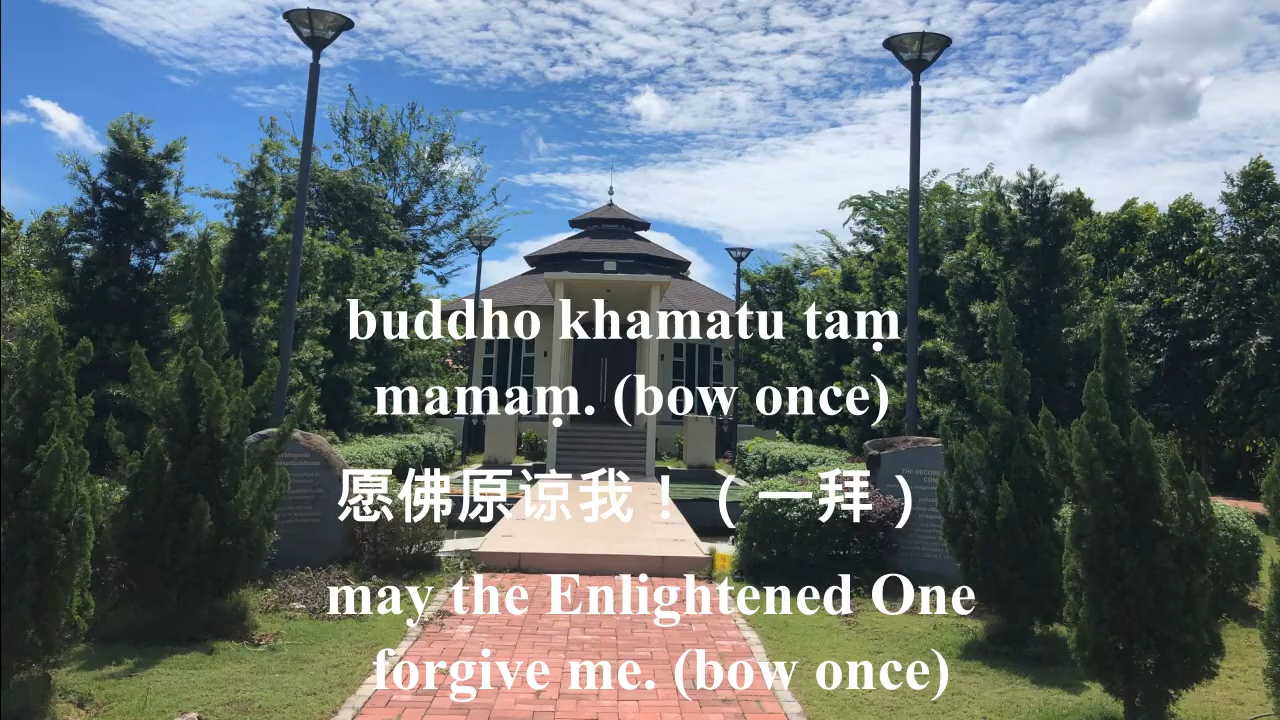 buddho khamatu taṃ
mamaṃ. (bow once)
愿佛原谅我！（一拜）
may the Enlightened One
forgive me. (bow once)